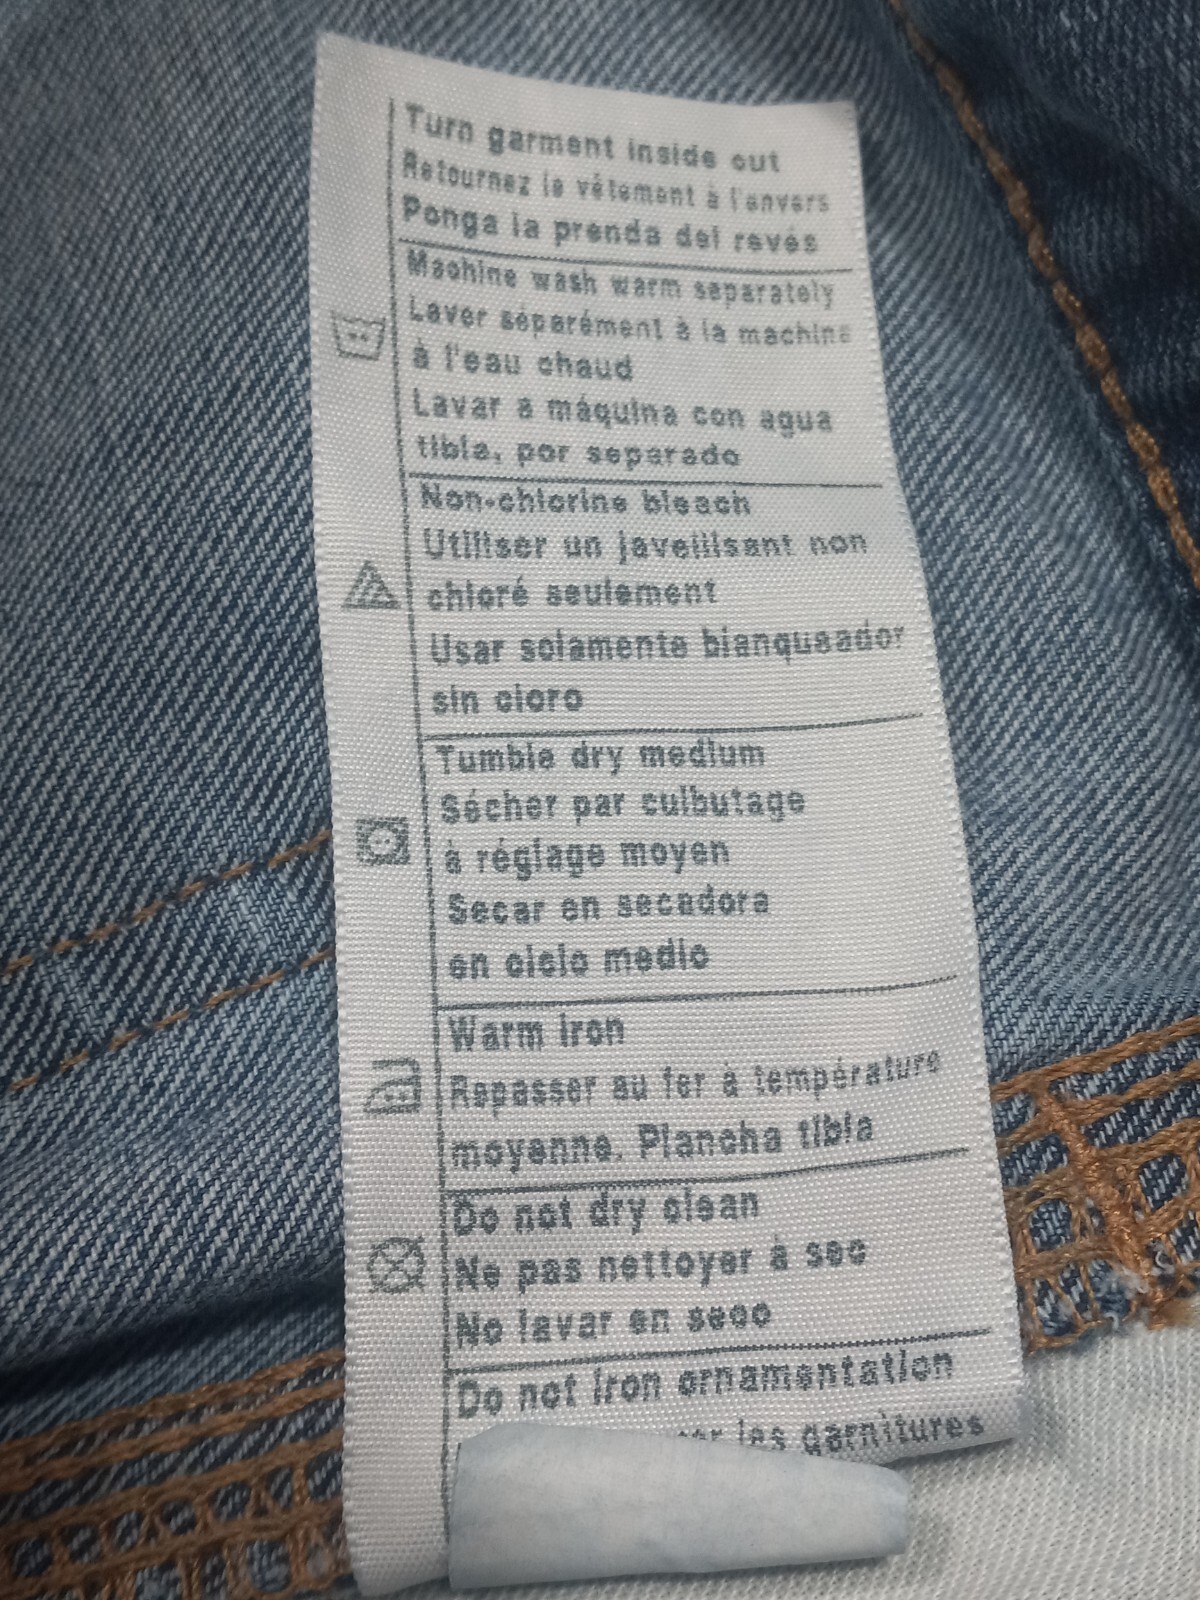 Turn garment inside out
Retournez le vêtement à l'envers
Ponga la prenda del revés
Machine wash warm separately
Laver séparément à la machine
à l'eau chaud
Lavar a máquina con agua
tibia, por separado
Non-chlorine bleach
Utiliser un javellisant non
chloré seulement
Usar solamente blanqueador
sin cloro
Tumble dry medium
Sécher par culbutage
à réglage moyen
Secar en secadora
en ciclo medio
Warm iron
Repasser au fer à température
moyenne. Plancha tibia
Do not dry clean
Ne pas nettoyer à sec
No lavar en seco
Do not iron ornamentation
les garnitures